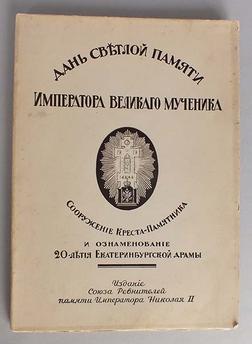 ДАНЬ СВѢТЛОЙ ПАМЯТИ
ИМПЕРАТОРА ВЕЛИКАГО МУЧЕНИКА
СООРУЖЕНІЕ КРЕСТА-ПАМЯТНИКА
И ОЗНАМЕНОВАНІЕ
20-ЛѢТІЯ ЕКАТЕРИНБУРГСКОЙ ДРАМЫ
Изданіе
Союза Ревнителей
памяти Императора Николая II